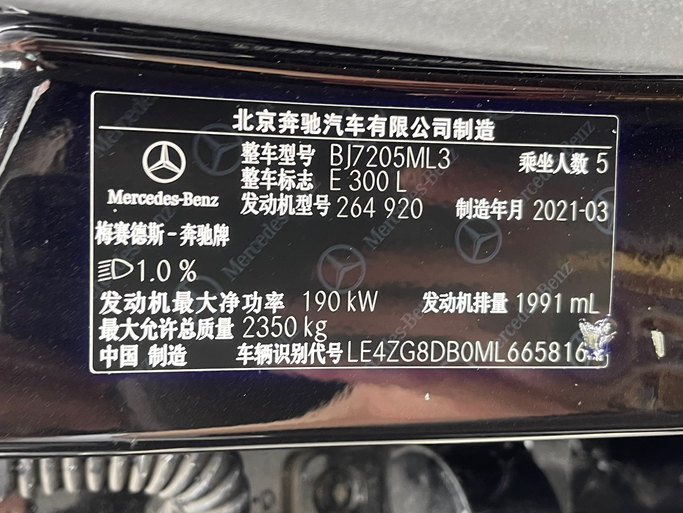 北京奔驰汽车有限公司制造
整车型号 BJ7205ML3 乘坐人数 5
整车标志 E 300 L
Mercedes-Benz 发动机型号 264 920 制造年月 2021-03
梅赛德斯-奔驰牌
1.0 %
发动机最大净功率 190 kW 发动机排量 1991 mL
最大允许总质量 2350 kg
中国 制造 车辆识别代号 LE4ZG8DB0ML665816